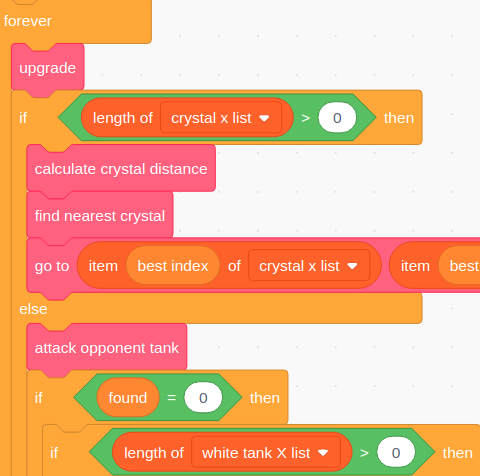 forever
upgrade
if length of crystal x list > 0 then
calculate crystal distance
find nearest crystal
go to item best index of crystal x list item best
else
attack opponent tank
if found = 0 then
if length of white tank X list > 0 then